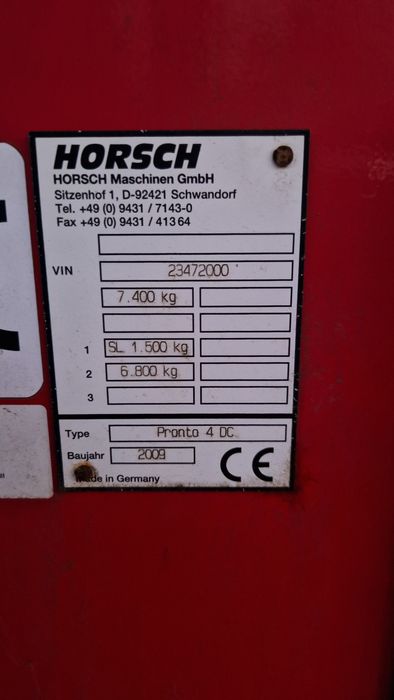 HORSCH
HORSCH Maschinen GmbH
Sitzenhof 1, D-92421 Schwandorf
Tel. +49 (0) 9431 / 7143-0
Fax +49 (0) 9431 / 413 64
VIN 23472000
7.400 kg
1 SL 1.500 kg
2 6.800 kg
3
Type Pronto 4 DC
Baujahr 2009 CE
Made in Germany